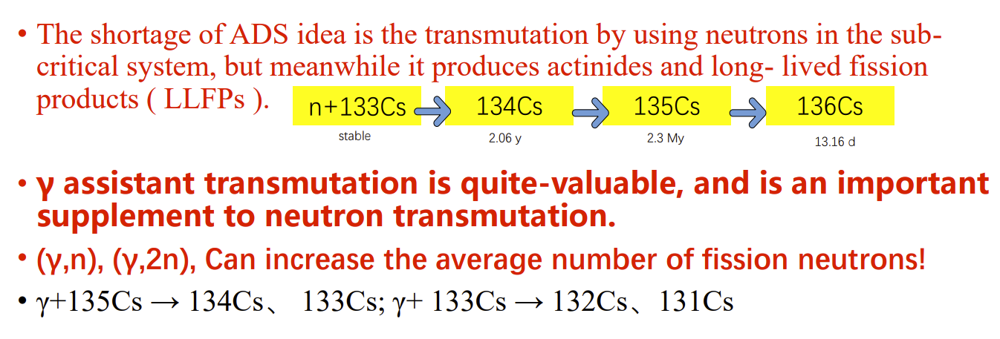 • The shortage of ADS idea is the transmutation by using neutrons in the sub-
critical system, but meanwhile it produces actinides and long- lived fission
products ( LLFPs ).
n+133Cs 134Cs 135Cs 136Cs
stable 2.06 y 2.3 My 13.16 d
• γ assistant transmutation is quite-valuable, and is an important
supplement to neutron transmutation.
• (γ,n), (γ,2n), Can increase the average number of fission neutrons!
• γ+135Cs → 134Cs、 133Cs; γ+ 133Cs → 132Cs、131Cs